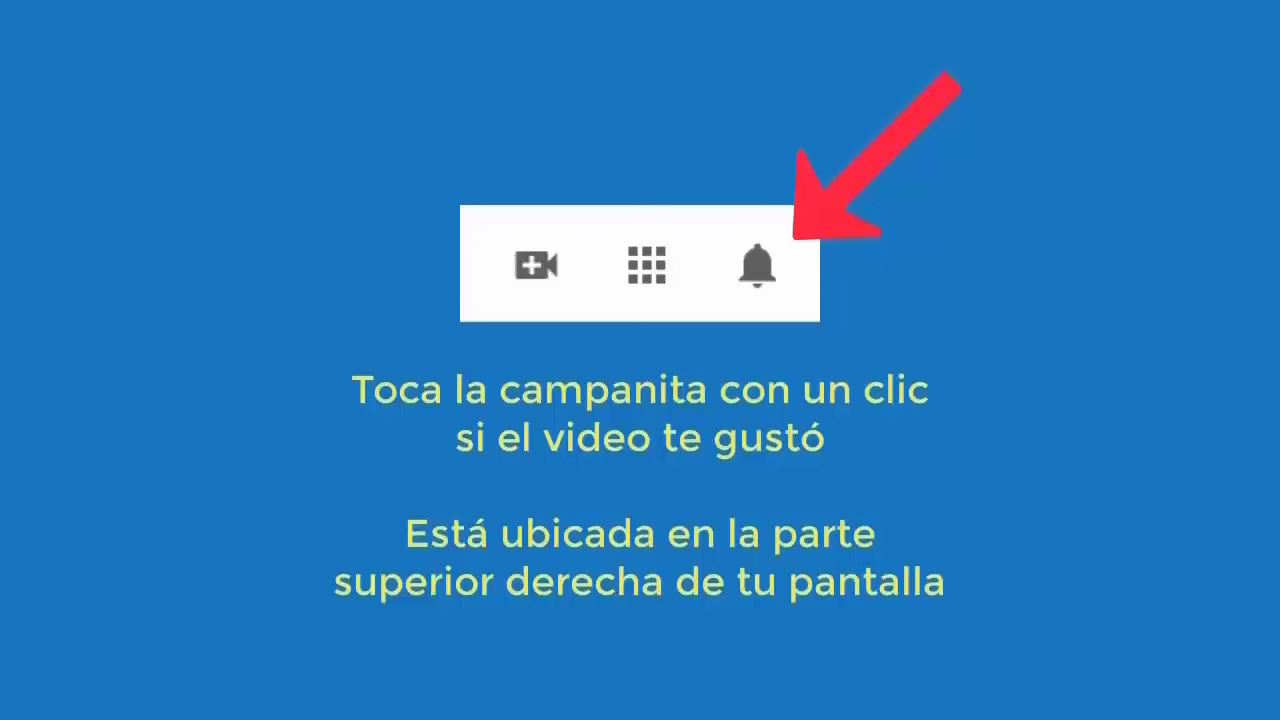 Toca la campanita con un clic
si el video te gustó
Está ubicada en la parte
superior derecha de tu pantalla